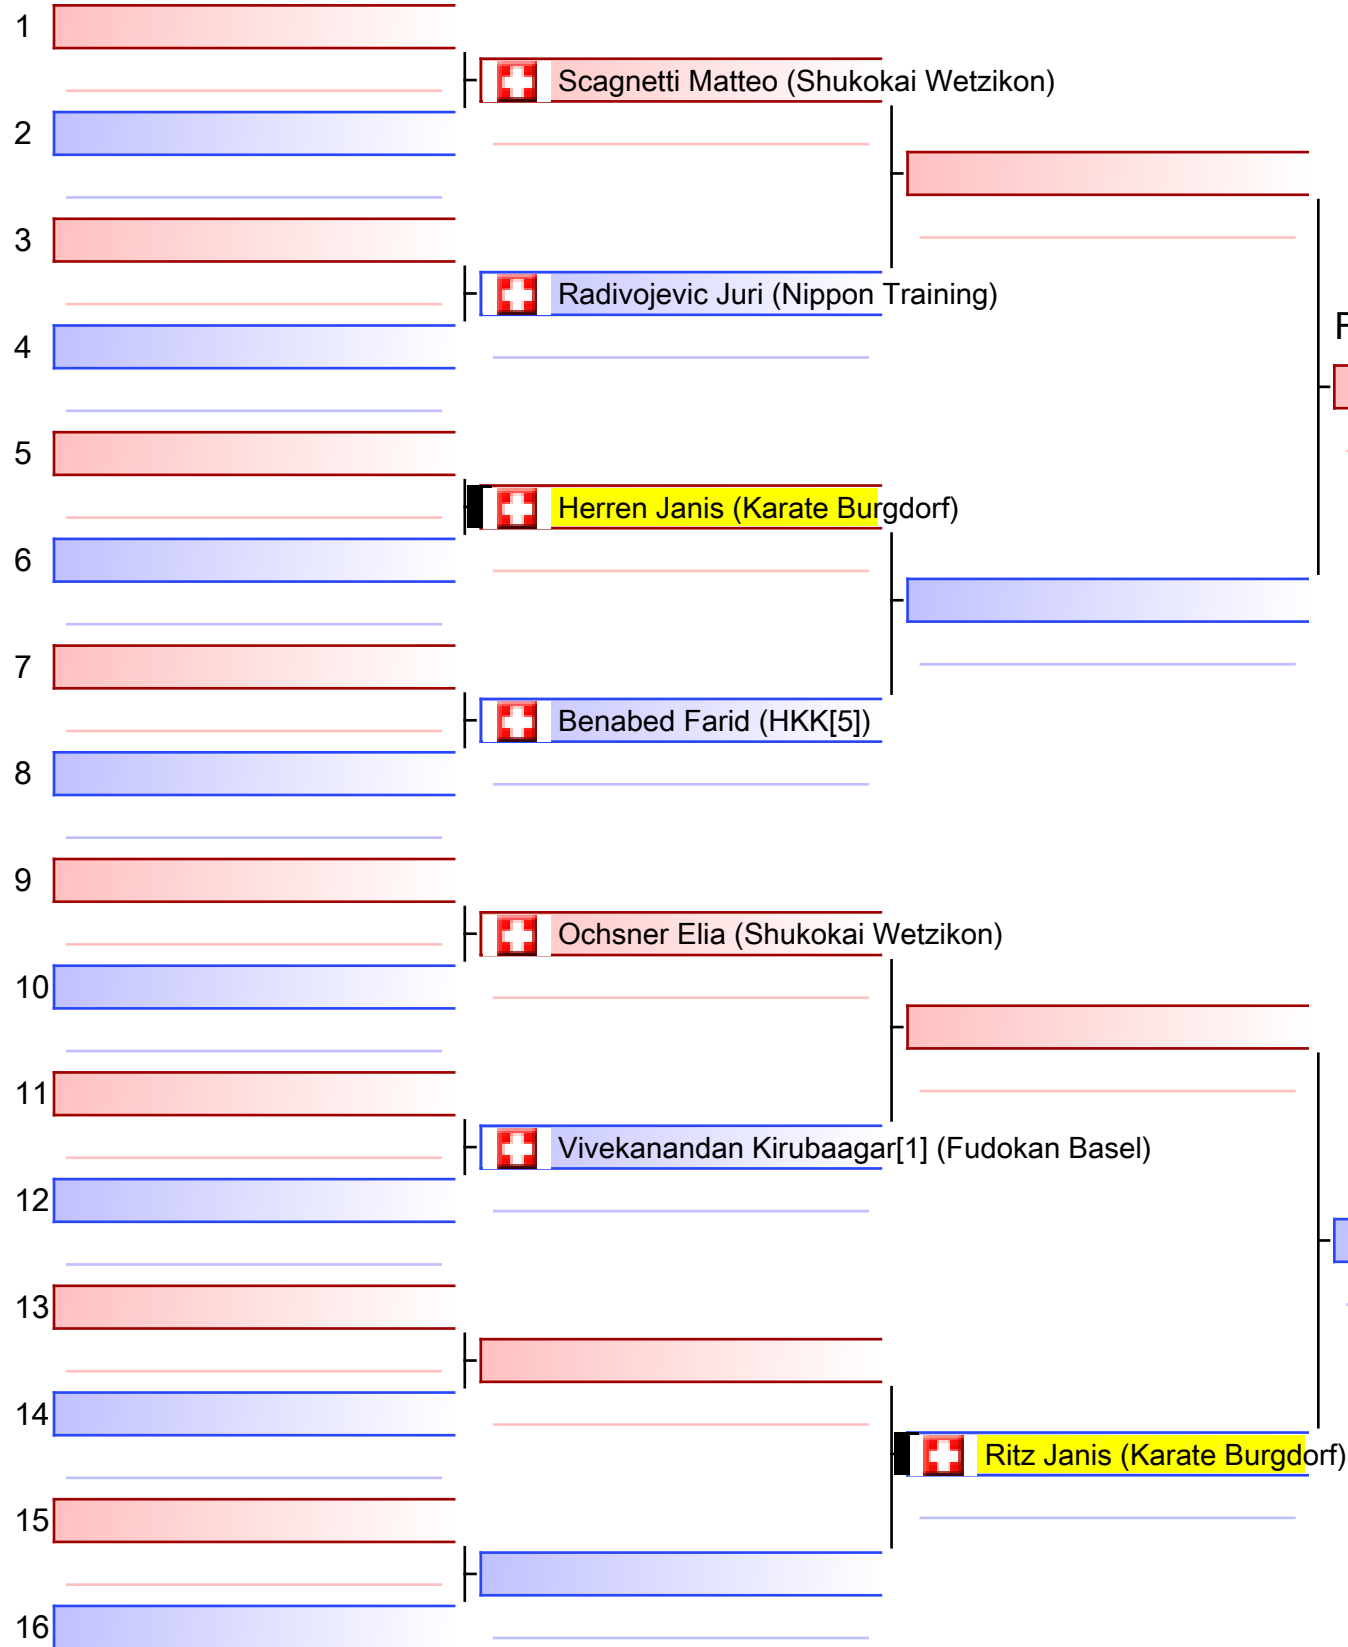 1
Scagnetti Matteo (Shukokai Wetzikon)
2
3
Radivojevic Juri (Nippon Training)
4
5
Herren Janis (Karate Burgdorf)
6
7
Benabed Farid (HKK[5])
8
9
Ochsner Elia (Shukokai Wetzikon)
10
11
Vivekanandan Kirubaagar[1] (Fudokan Basel)
12
13
14
Ritz Janis (Karate Burgdorf)
15
16